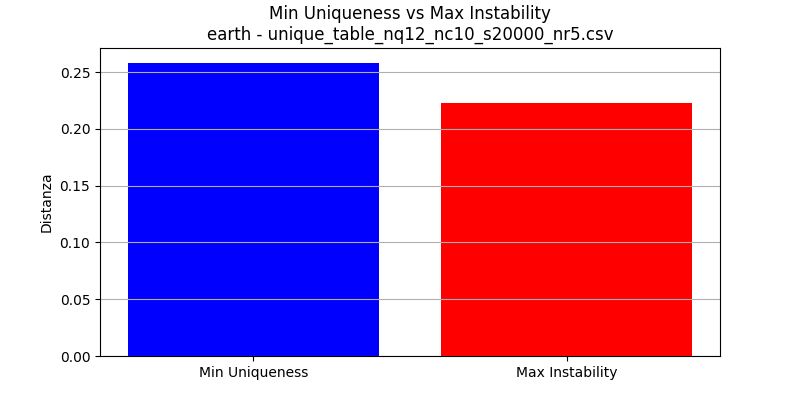 Min Uniqueness vs Max Instability
earth - unique_table_nq12_nc10_s20000_nr5.csv
Distanza
0.25
0.20
0.15
0.10
0.05
0.00
Min Uniqueness
Max Instability